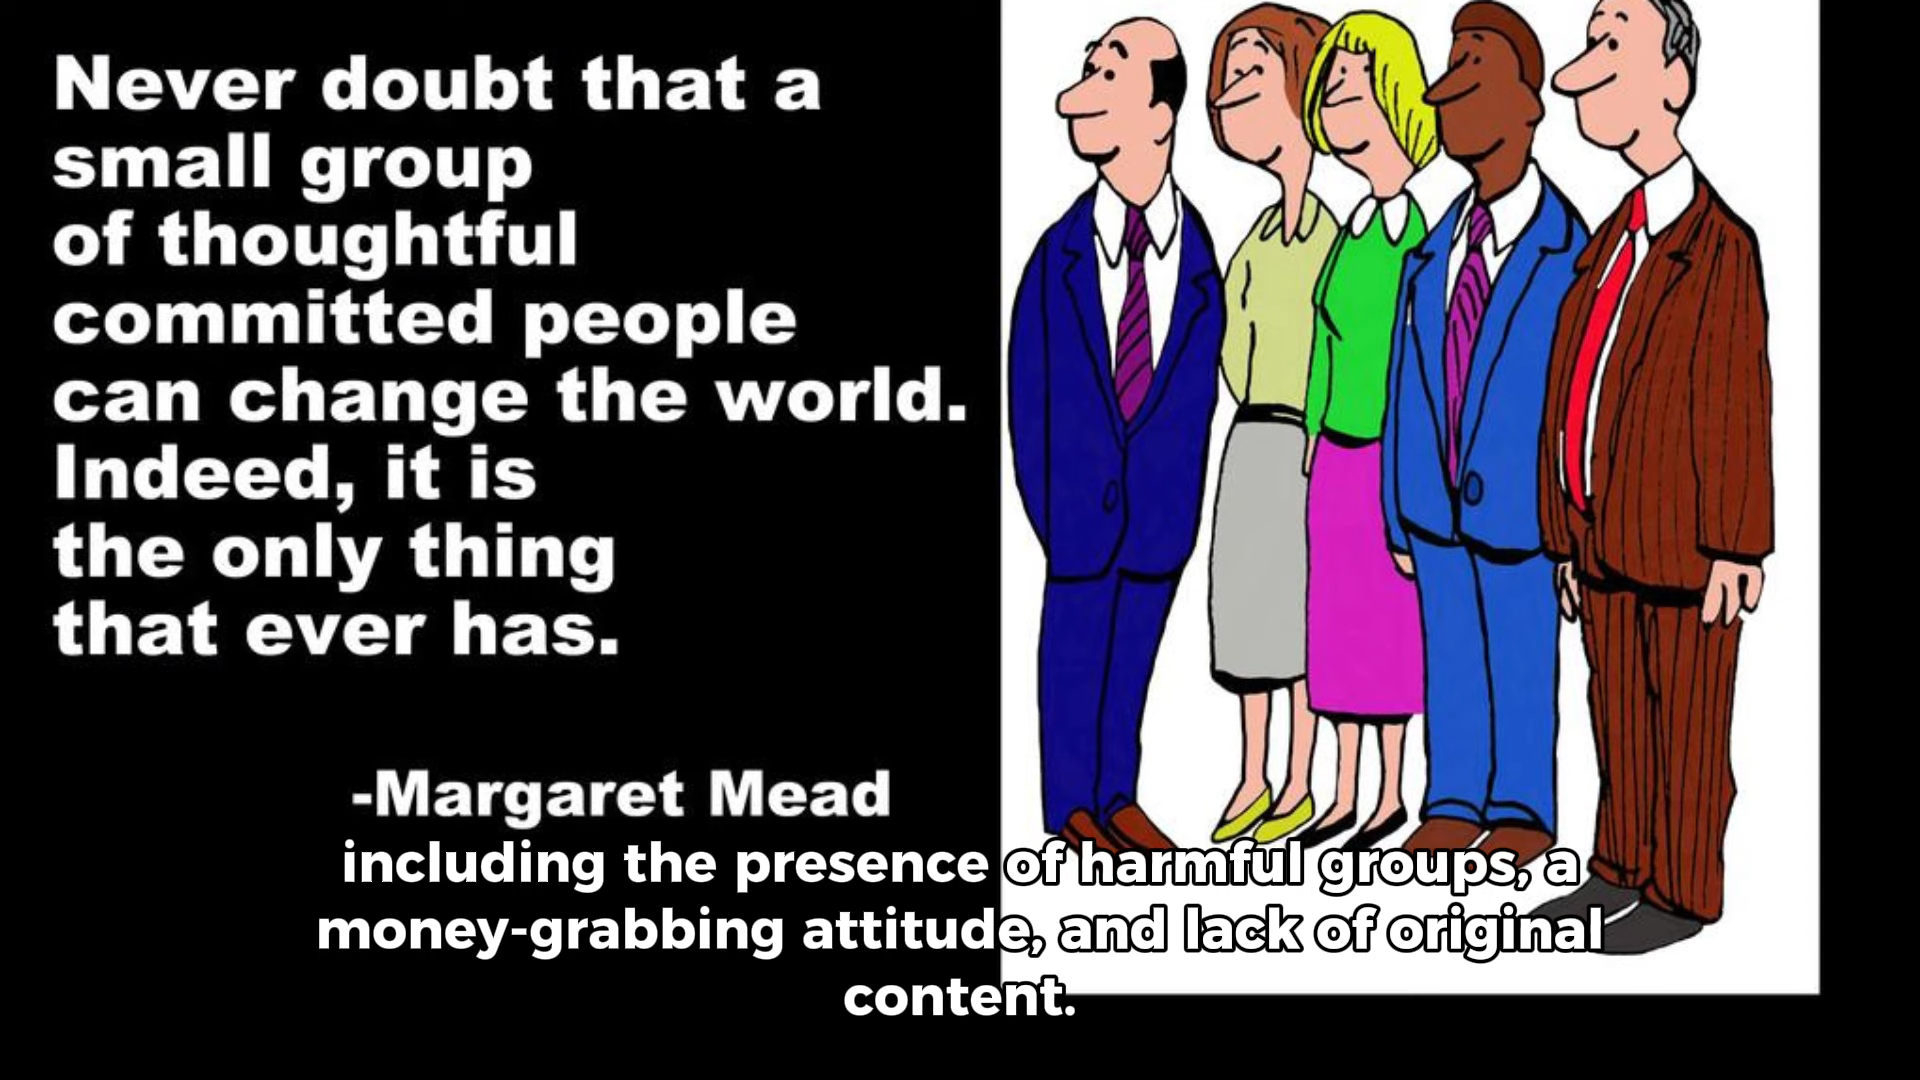 Never doubt that a
small group
of thoughtful
committed people
can change the world.
Indeed, it is
the only thing
that ever has.
-Margaret Mead
including the presence of harmful groups, a
money-grabbing attitude, and lack of original
content.